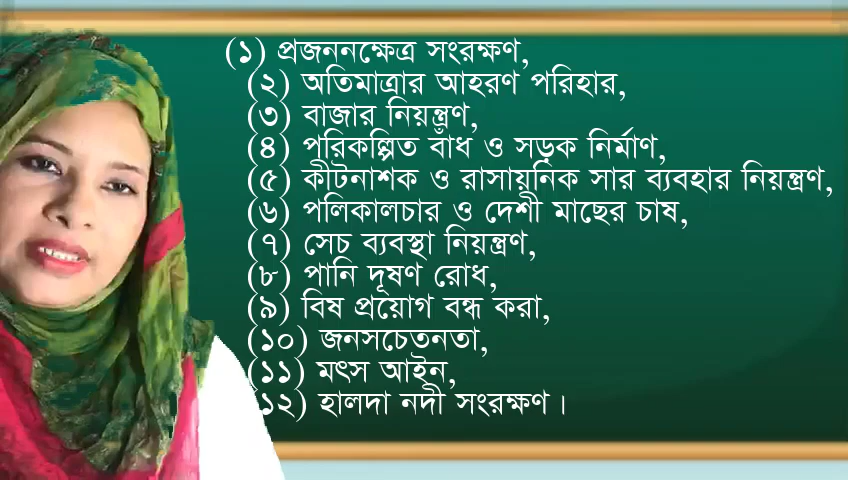 (১) প্রজননক্ষেত্র সংরক্ষণ,
(২) অতিমাত্রার আহরণ পরিহার,
(৩) বাজার নিয়ন্ত্রণ,
(৪) পরিকল্পিত বাঁধ ও সড়ক নির্মাণ,
(৫) কীটনাশক ও রাসায়নিক সার ব্যবহার নিয়ন্ত্রণ,
(৬) পলিকালচার ও দেশী মাছের চাষ,
(৭) সেচ ব্যবস্থা নিয়ন্ত্রণ,
(৮) পানি দূষণ রোধ,
(৯) বিষ প্রয়োগ বন্ধ করা,
(১০) জনসচেতনতা,
(১১) মৎস আইন,
(১২) হালদা নদী সংরক্ষণ।